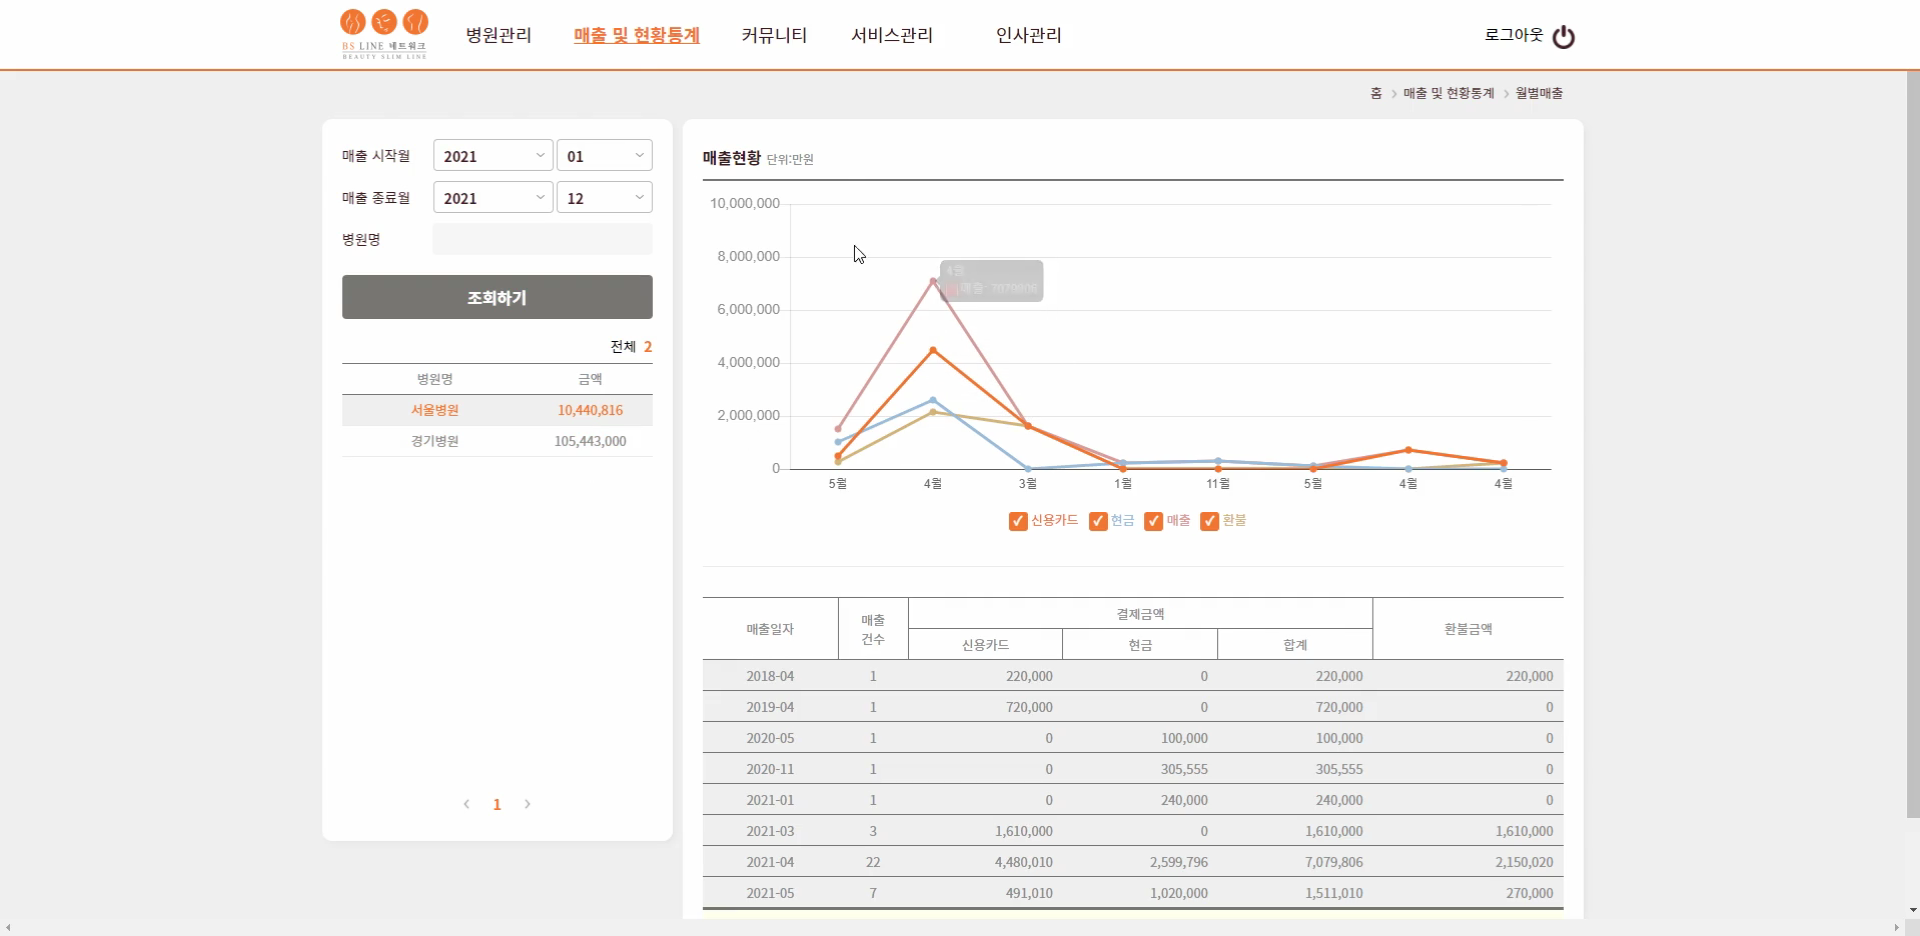 BS LINE 네트워크
BEAUTY SLIM LINE
병원관리
매출 및 현황통계
커뮤니티
서비스관리
인사관리
로그아웃
홈 > 매출 및 현황통계 > 월별매출
매출 시작월 2021 01
매출 종료월 2021 12
병원명
조회하기
전체 2
병원명 금액
서울병원 10,440,816
경기병원 105,443,000
1
매출현황 단위:만원
10,000,000
8,000,000
6,000,000
4,000,000
2,000,000
0
4월
매출: 7079806
5월 4월 3월 1월 11월 5월 4월 4월
신용카드 현금 매출 환불
매출일자 매출 건수 결제금액 환불금액
신용카드 현금 합계
2018-04 1 220,000 0 220,000 220,000
2019-04 1 720,000 0 720,000 0
2020-05 1 0 100,000 100,000 0
2020-11 1 0 305,555 305,555 0
2021-01 1 0 240,000 240,000 0
2021-03 3 1,610,000 0 1,610,000 1,610,000
2021-04 22 4,480,010 2,599,796 7,079,806 2,150,020
2021-05 7 491,010 1,020,000 1,511,010 270,000